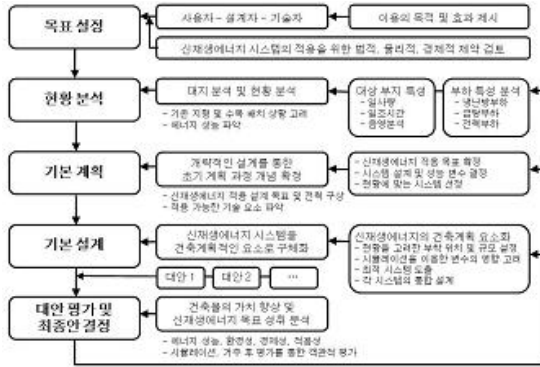 목표 설정
사용자 - 설계자 - 기술자
이용의 목적 및 효과 제시
신재생에너지 시스템의 적용을 위한 법적, 물리적, 경제적 제약 검토
현황 분석
대지 분석 및 현황 분석
- 기존 지형 및 수목 배치 상황 고려
- 에너지 성능 파악
대상 부지 특성
- 일사량
- 일조시간
- 음영분석
부하 특성 분석
- 냉난방부하
- 급탕부하
- 전력부하
기본 계획
개략적인 설계를 통한
초기 계획 과정 개념 확정
- 신재생에너지 적용 설계 목표 및 전략 구상
- 적용 가능한 기술 요소 파악
- 신재생에너지 적용 목표 확정
- 시스템 설계 및 성능 변수 결정
- 현황에 맞는 시스템 선정
기본 설계
신재생에너지 시스템을
건축계획적인 요소로 구체화
신재생에너지의 건축계획 요소화
- 현황을 고려한 부착 위치 및 규모 설정
- 시뮬레이션을 이용한 변수의 영향 고려
- 최적 시스템 도출
- 각 시스템의 통합 설계
대안 1
대안 2
...
대안 평가 및
최종안 결정
건축물의 가치 향상 및
신재생에너지 목표 성취 분석
- 에너지 성능, 환경성, 경제성, 적용성
- 시뮬레이션, 거주 후 평가를 통한 객관적 평가